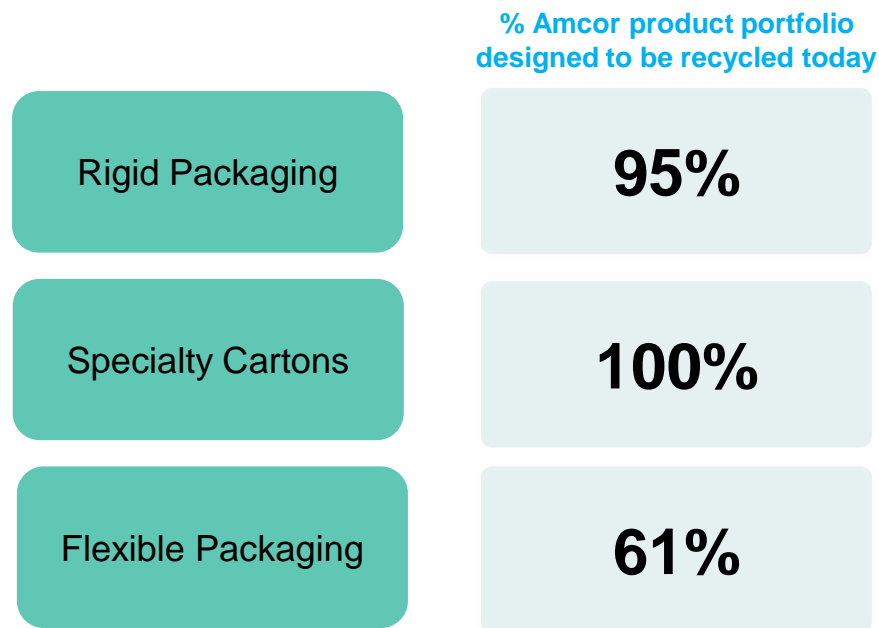 % Amcor product portfolio
designed to be recycled today
Rigid Packaging
95%
Specialty Cartons
100%
Flexible Packaging
61%